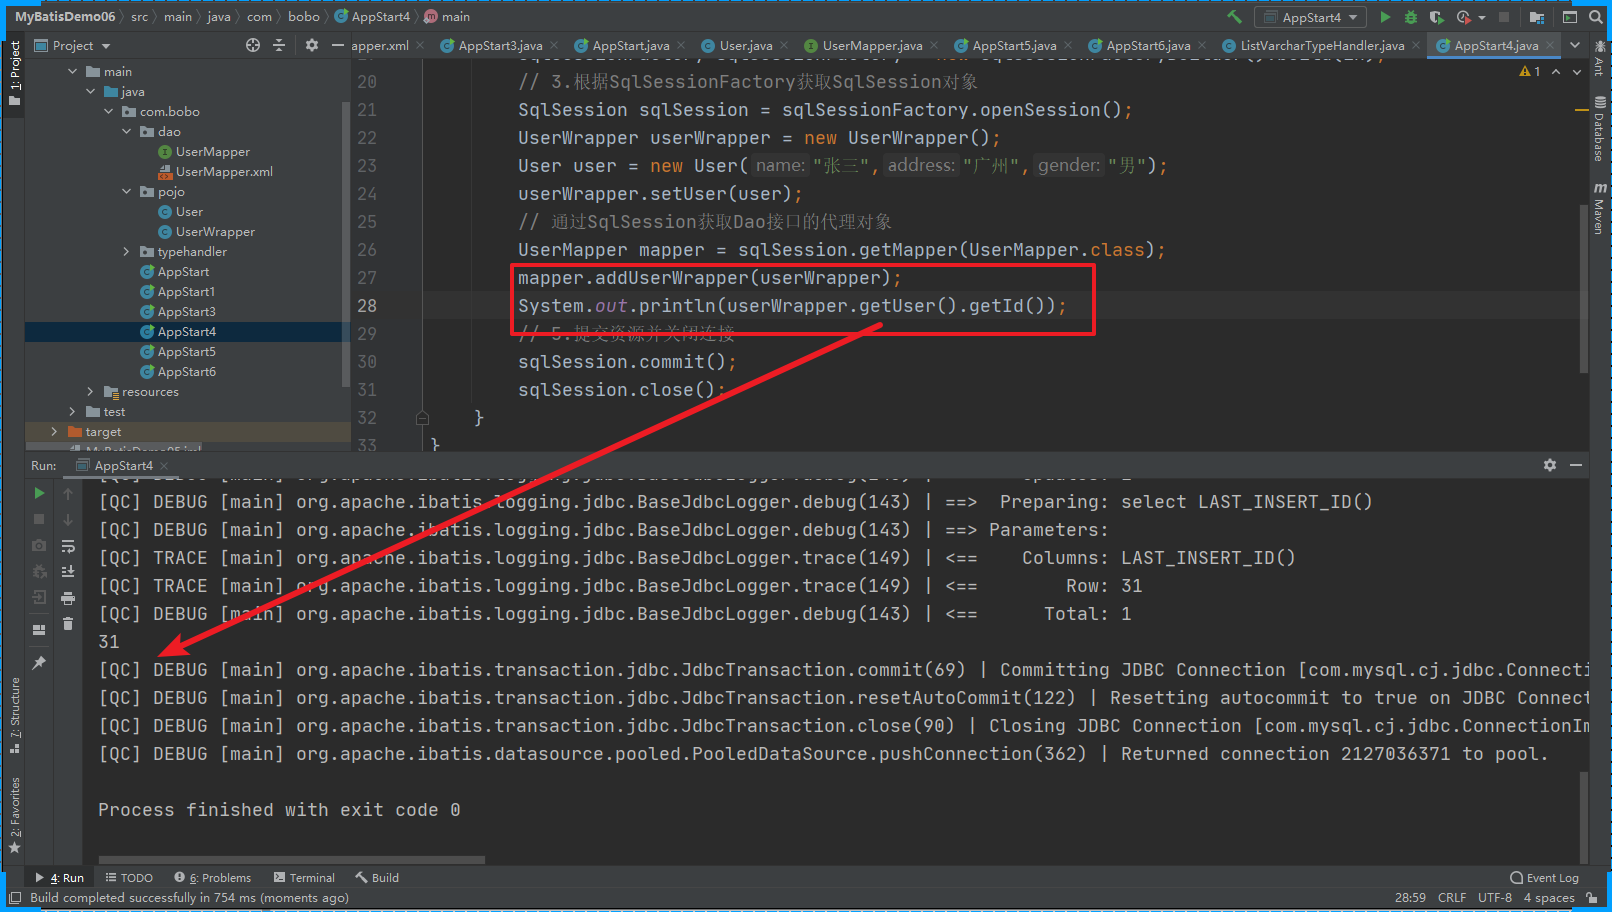 MyBatisDemo06 src main java com bobo AppStart4 main
AppStart4
1: Project
Project
apper.xml AppStart3.java AppStart.java User.java UserMapper.java AppStart5.java AppStart6.java ListVarcharTypeHandler.java AppStart4.java
main
java
com.bobo
dao
UserMapper
UserMapper.xml
pojo
User
UserWrapper
typehandler
AppStart
AppStart1
AppStart3
AppStart4
AppStart5
AppStart6
resources
test
target
1
20 // 3.根据SqlSessionFactory获取SqlSession对象
21 SqlSession sqlSession = sqlSessionFactory.openSession();
22 UserWrapper userWrapper = new UserWrapper();
23 User user = new User( name: "张三", address: "广州", gender: "男");
24 userWrapper.setUser(user);
25 // 通过SqlSession获取Dao接口的代理对象
26 UserMapper mapper = sqlSession.getMapper(UserMapper.class);
27 mapper.addUserWrapper(userWrapper);
28 System.out.println(userWrapper.getUser().getId());
29 // 5.提交资源并关闭连接
30 sqlSession.commit();
31 sqlSession.close();
32 }
33 }
Ant
Database
Maven
Run: AppStart4
[QC] DEBUG [main] org.apache.ibatis.logging.jdbc.BaseJdbcLogger.debug(143) | ==>  Preparing: select LAST_INSERT_ID()
[QC] DEBUG [main] org.apache.ibatis.logging.jdbc.BaseJdbcLogger.debug(143) | ==> Parameters:
[QC] TRACE [main] org.apache.ibatis.logging.jdbc.BaseJdbcLogger.trace(149) | <==    Columns: LAST_INSERT_ID()
[QC] TRACE [main] org.apache.ibatis.logging.jdbc.BaseJdbcLogger.trace(149) | <==        Row: 31
[QC] DEBUG [main] org.apache.ibatis.logging.jdbc.BaseJdbcLogger.debug(143) | <==      Total: 1
31
[QC] DEBUG [main] org.apache.ibatis.transaction.jdbc.JdbcTransaction.commit(69) | Committing JDBC Connection [com.mysql.cj.jdbc.Connecti
[QC] DEBUG [main] org.apache.ibatis.transaction.jdbc.JdbcTransaction.resetAutoCommit(122) | Resetting autocommit to true on JDBC Connect
[QC] DEBUG [main] org.apache.ibatis.transaction.jdbc.JdbcTransaction.close(90) | Closing JDBC Connection [com.mysql.cj.jdbc.ConnectionIm
[QC] DEBUG [main] org.apache.ibatis.datasource.pooled.PooledDataSource.pushConnection(362) | Returned connection 2127036371 to pool.
Process finished with exit code 0
7: Structure
2: Favorites
4: Run TODO 6: Problems Terminal Build Event Log
Build completed successfully in 754 ms (moments ago) 28:59 CRLF UTF-8 4 spaces